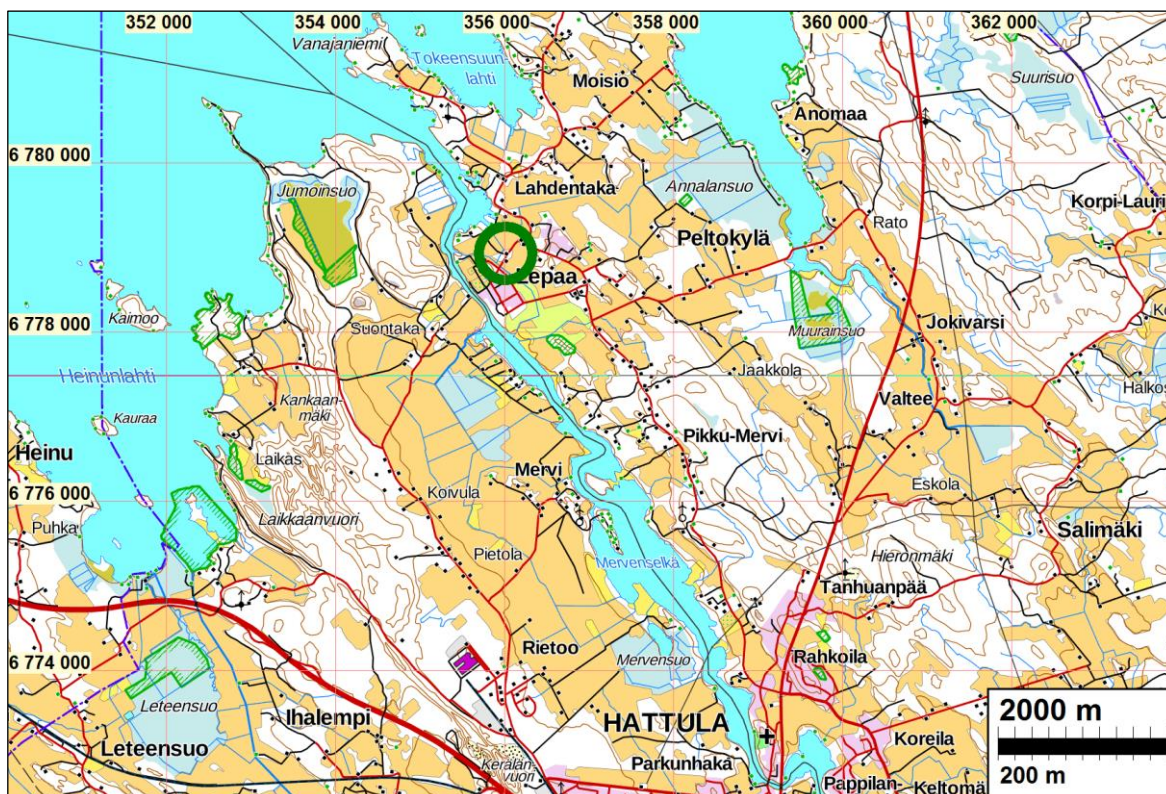 352 000
354 000
356 000
358 000
360 000
362 000
Vanajaniemi
Tokeensuun-
lahti
Moisio
Suurisuo
Anomaa
6 780 000
Jumoinsuo
Lahdentaka
Annalansuo
Korpi-Lauri
Rato
Peltokylä
Lepaa
6 778 000
Kaimoo
Suontaka
Muurainsuo
Jokivarsi
Heinunlahti
Jaakkola
Halkos
Kankaan-
mäki
Valtee
Kauraa
Pikku-Mervi
Heinu
Laikas
Mervi
Koivula
Eskola
6 776 000
Laikkaanvuori
Puhka
Salimäki
Pietola
Mervenselkä
Hieronmäki
Tanhuanpää
6 774 000
Rietoo
Mervensuo
Rahkoila
Leteensuo
Ihalempi
HATTULA
2000 m
Leteensuo
Koreila
200 m
Kerälän-
vuori
Parkunhaka
Pappilan-
Keltomä